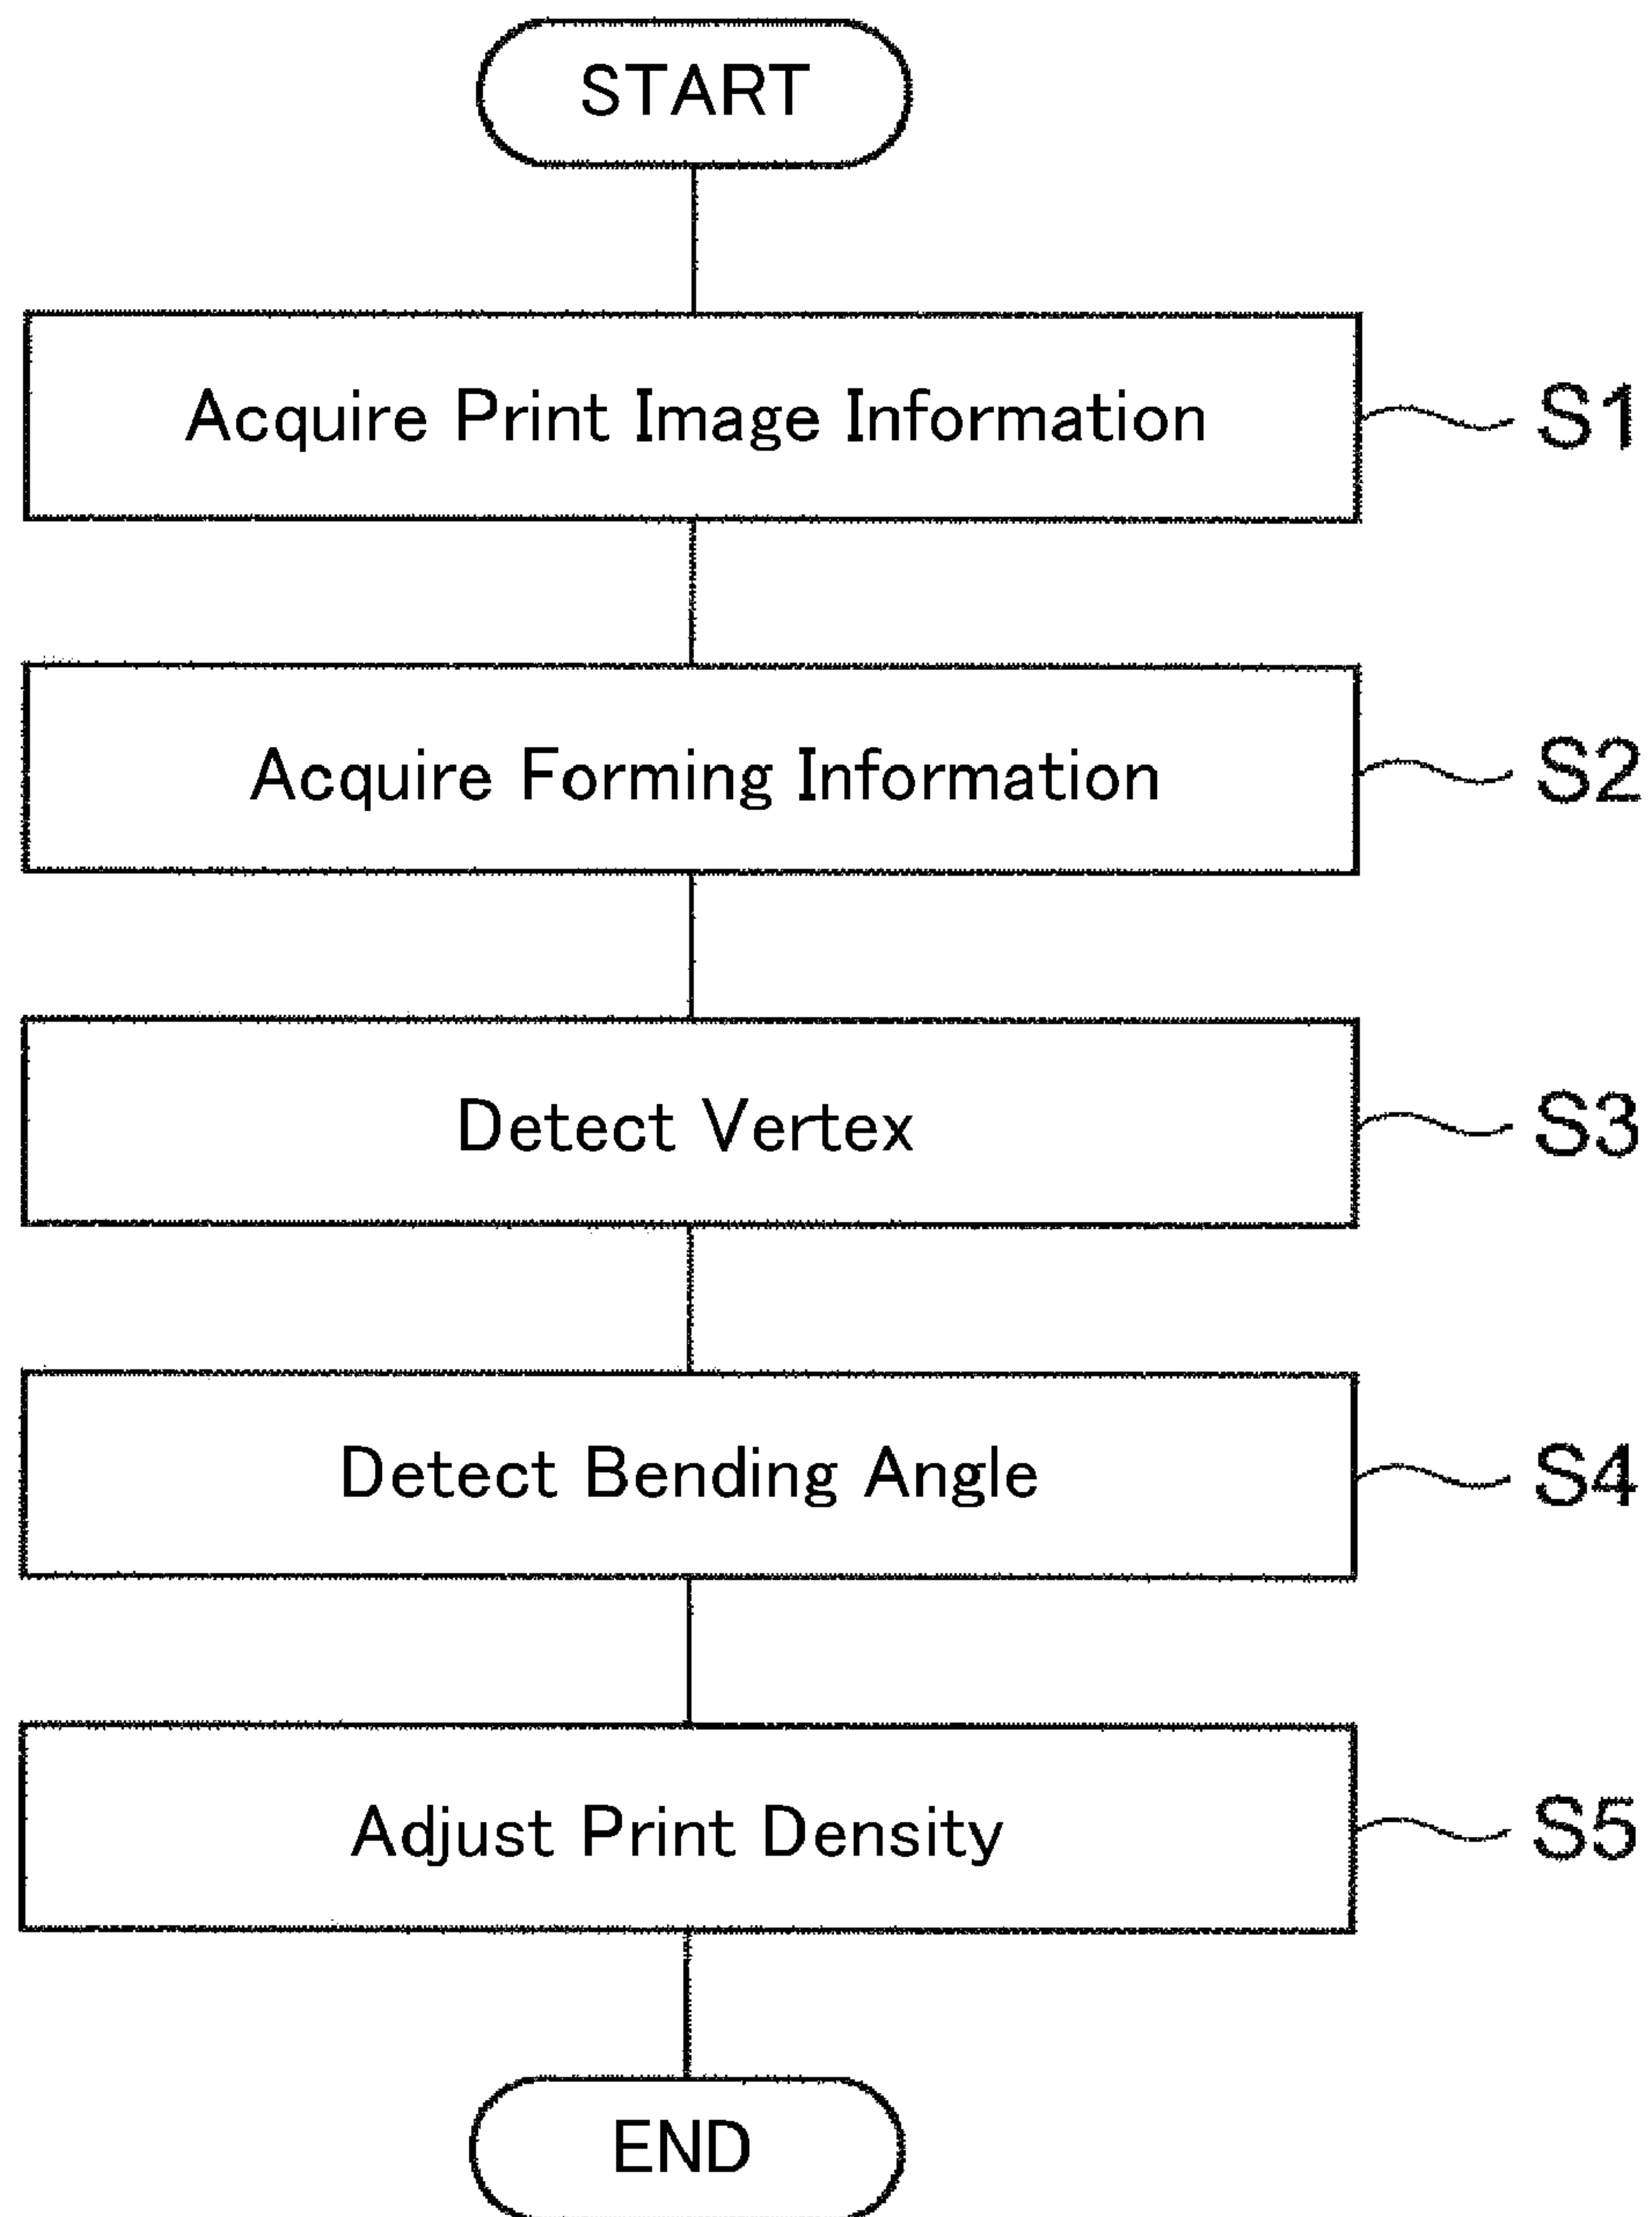 START
Acquire Print Image Information
S1
Acquire Forming Information
S2
Detect Vertex
S3
Detect Bending Angle
S4
Adjust Print Density
S5
END